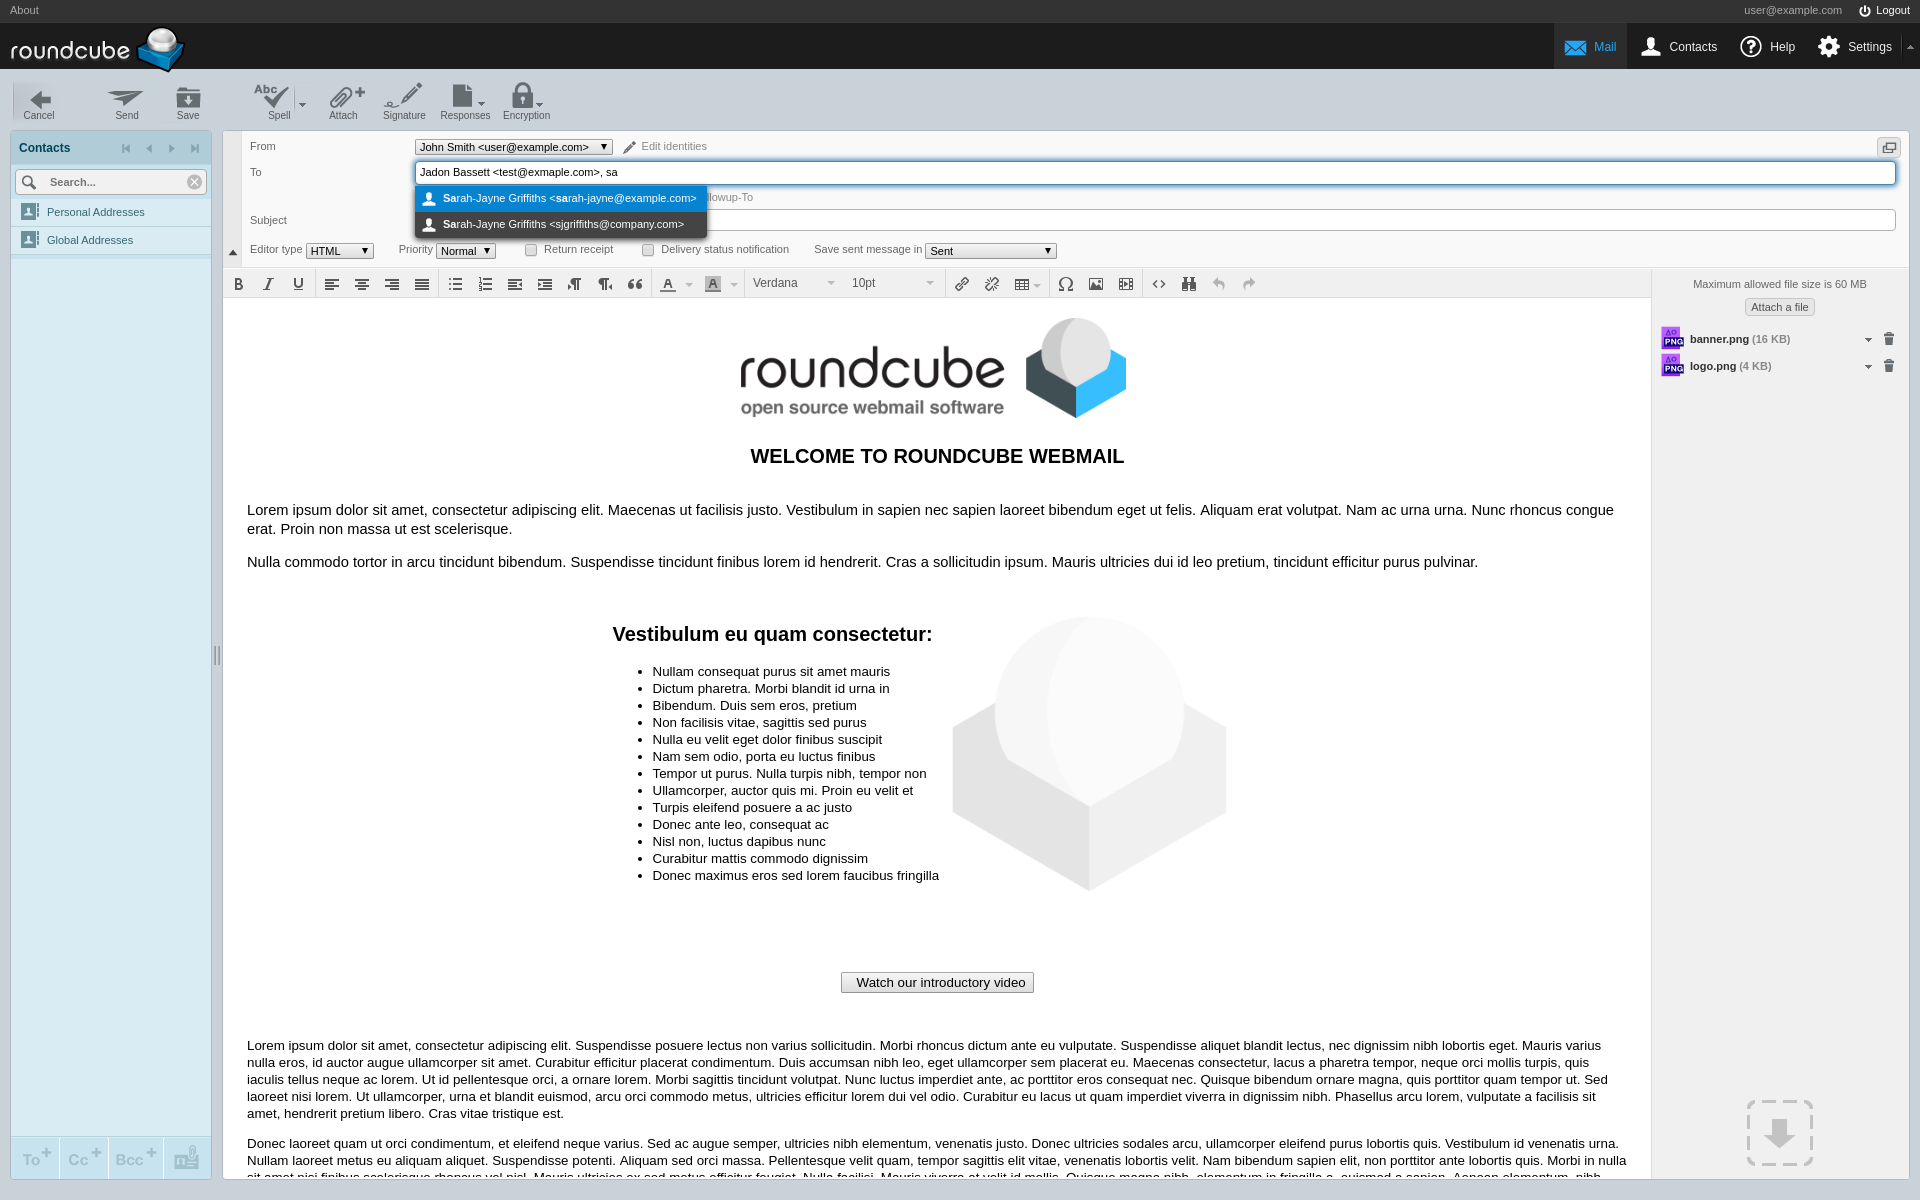 About
user@example.com Logout
roundcube
Mail Contacts Help Settings
Abc
Cancel Send Save Spell Attach Signature Responses Encryption
Contacts
Search...
Personal Addresses
Global Addresses
From John Smith <user@example.com> Edit identities
To Jadon Bassett <test@exmaple.com>, sa
Sarah-Jayne Griffiths <sarah-jayne@example.com> llowup-To
Sarah-Jayne Griffiths <sjgriffiths@company.com>
Subject
Editor type HTML Priority Normal Return receipt Delivery status notification Save sent message in Sent
B I U A A Verdana 10pt
Maximum allowed file size is 60 MB
Attach a file
PNG banner.png (16 KB)
PNG logo.png (4 KB)
roundcube
open source webmail software
WELCOME TO ROUNDCUBE WEBMAIL
Lorem ipsum dolor sit amet, consectetur adipiscing elit. Maecenas ut facilisis justo. Vestibulum in sapien nec sapien laoreet bibendum eget ut felis. Aliquam erat volutpat. Nam ac urna urna. Nunc rhoncus congue
erat. Proin non massa ut est scelerisque.
Nulla commodo tortor in arcu tincidunt bibendum. Suspendisse tincidunt finibus lorem id hendrerit. Cras a sollicitudin ipsum. Mauris ultricies dui id leo pretium, tincidunt efficitur purus pulvinar.
Vestibulum eu quam consectetur:
• Nullam consequat purus sit amet mauris
• Dictum pharetra. Morbi blandit id urna in
• Bibendum. Duis sem eros, pretium
• Non facilisis vitae, sagittis sed purus
• Nulla eu velit eget dolor finibus suscipit
• Nam sem odio, porta eu luctus finibus
• Tempor ut purus. Nulla turpis nibh, tempor non
• Ullamcorper, auctor quis mi. Proin eu velit et
• Turpis eleifend posuere a ac justo
• Donec ante leo, consequat ac
• Nisl non, luctus dapibus nunc
• Curabitur mattis commodo dignissim
• Donec maximus eros sed lorem faucibus fringilla
Watch our introductory video
Lorem ipsum dolor sit amet, consectetur adipiscing elit. Suspendisse posuere lectus non varius sollicitudin. Morbi rhoncus dictum ante eu vulputate. Suspendisse aliquet blandit lectus, nec dignissim nibh lobortis eget. Mauris varius
nulla eros, id auctor augue ullamcorper sit amet. Curabitur efficitur placerat condimentum. Duis accumsan nibh leo, eget ullamcorper sem placerat eu. Maecenas consectetur, lacus a pharetra tempor, neque orci mollis turpis, quis
iaculis tellus neque ac lorem. Ut id pellentesque orci, a ornare lorem. Morbi sagittis tincidunt volutpat. Nunc luctus imperdiet ante, ac porttitor eros consequat nec. Quisque bibendum ornare magna, quis porttitor quam tempor ut. Sed
laoreet nisi lorem. Ut ullamcorper, urna et blandit euismod, arcu orci commodo metus, ultricies efficitur lorem dui vel odio. Curabitur eu lacus ut quam imperdiet viverra in dignissim nibh. Phasellus arcu lorem, vulputate a facilisis sit
amet, hendrerit pretium libero. Cras vitae tristique est.
Donec laoreet quam ut orci condimentum, et eleifend neque varius. Sed ac augue semper, ultricies nibh elementum, venenatis justo. Donec ultricies sodales arcu, ullamcorper eleifend purus lobortis quis. Vestibulum id venenatis urna.
Nullam laoreet metus eu aliquam aliquet. Suspendisse potenti. Aliquam sed orci massa. Pellentesque velit quam, tempor sagittis elit vitae, venenatis lobortis velit. Nam bibendum sapien elit, non porttitor ante lobortis quis. Morbi in nulla
To+ Cc+ Bcc+